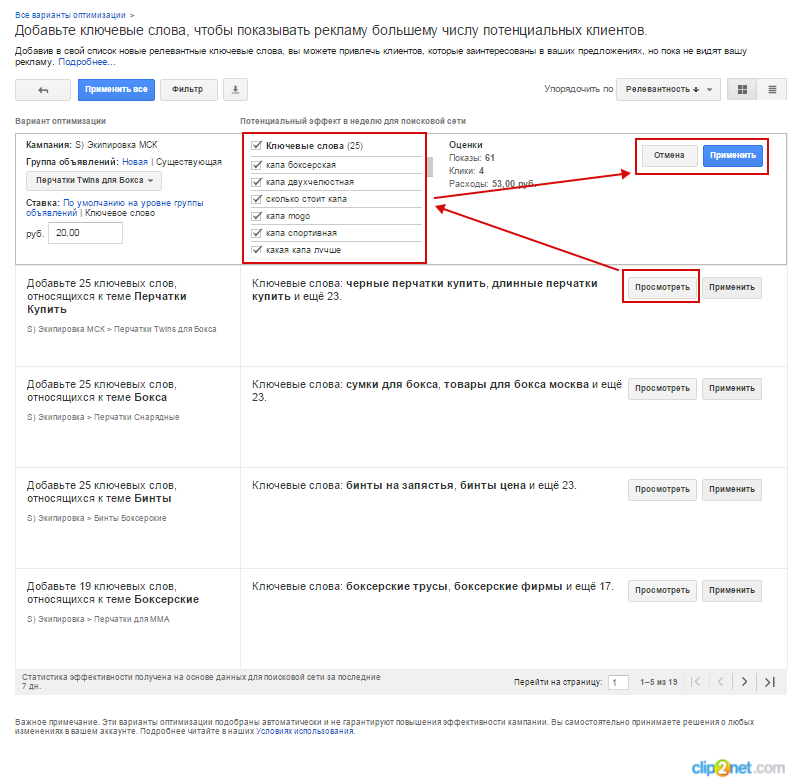 Все варианты оптимизации >
Добавьте ключевые слова, чтобы показывать рекламу большему числу потенциальных клиентов.
Добавив в свой список новые релевантные ключевые слова, вы можете привлечь клиентов, которые заинтересованы в ваших предложениях, но пока не видят вашу
рекламу. Подробнее...
Применить все Фильтр Упорядочить по Релевантность
Вариант оптимизации Потенциальный эффект в неделю для поисковой сети
Кампания: S) Экипировка МСК
Группа объявлений: Новая | Существующая
Перчатки Twins для Бокса
Ставка: По умолчанию на уровне группы
объявлений | Ключевое слово
руб. 20,00
Ключевые слова (25)
капа боксерская
капа двухчелюстная
сколько стоит капа
капа mogo
капа спортивная
какая капа лучше
Оценки
Показы: 61
Клики: 4
Расходы: 53,00 руб.
Отмена Применить
Добавьте 25 ключевых слов,
относящихся к теме Перчатки
Купить
S) Экипировка МСК > Перчатки Twins для Бокса
Ключевые слова: черные перчатки купить, длинные перчатки
купить и ещё 23.
Просмотреть Применить
Добавьте 25 ключевых слов,
относящихся к теме Бокса
S) Экипировка > Перчатки Снарядные
Ключевые слова: сумки для бокса, товары для бокса москва и ещё
23.
Просмотреть Применить
Добавьте 25 ключевых слов,
относящихся к теме Бинты
S) Экипировка > Бинты Боксерские
Ключевые слова: бинты на запястья, бинты цена и ещё 23.
Просмотреть Применить
Добавьте 19 ключевых слов,
относящихся к теме Боксерские
S) Экипировка > Перчатки для ММА
Ключевые слова: боксерские трусы, боксерские фирмы и ещё 17.
Просмотреть Применить
Статистика эффективности получена на основе данных для поисковой сети за последние
7 дн.
Перейти на страницу: 1 1–5 из 19
Важное примечание. Эти варианты оптимизации подобраны автоматически и не гарантируют повышения эффективности кампании. Вы самостоятельно принимаете решения о любых
изменениях в вашем аккаунте. Подробнее читайте в наших Условиях использования.
clip2net.com